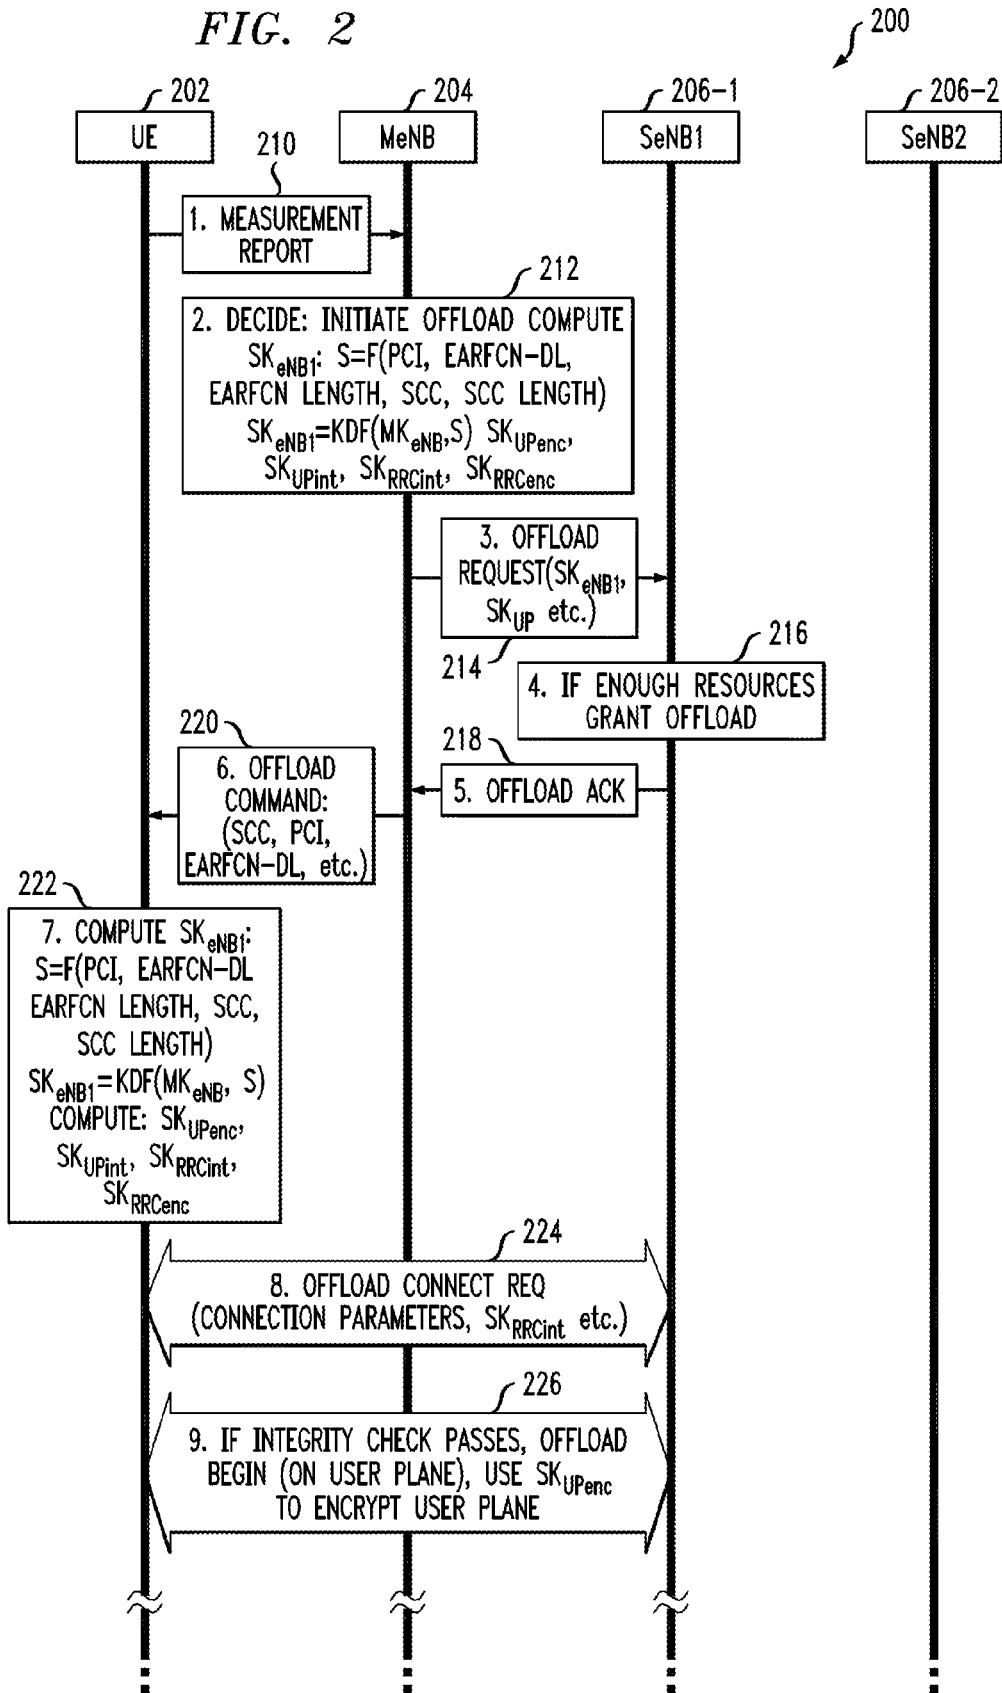 FIG. 2
200
202
204
206-1
206-2
UE
MeNB
SeNB1
SeNB2
210
1. MEASUREMENT
REPORT
212
2. DECIDE: INITIATE OFFLOAD COMPUTE
SKeNB1: S=F(PCI, EARFCN-DL,
EARFCN LENGTH, SCC, SCC LENGTH)
SKeNB1=KDF(MKeNB,S) SKUPenc,
SKUPint, SKRRCint, SKRRCenc
3. OFFLOAD
REQUEST(SKeNB1,
SKUP etc.)
214
216
4. IF ENOUGH RESOURCES
GRANT OFFLOAD
218
5. OFFLOAD ACK
220
6. OFFLOAD
COMMAND:
(SCC, PCI,
EARFCN-DL, etc.)
222
7. COMPUTE SKeNB1:
S=F(PCI, EARFCN-DL
EARFCN LENGTH, SCC,
SCC LENGTH)
SKeNB1=KDF(MKeNB, S)
COMPUTE: SKUPenc,
SKUPint, SKRRCint,
SKRRCenc
224
8. OFFLOAD CONNECT REQ
(CONNECTION PARAMETERS, SKRRCint etc.)
226
9. IF INTEGRITY CHECK PASSES, OFFLOAD
BEGIN (ON USER PLANE), USE SKUPenc
TO ENCRYPT USER PLANE